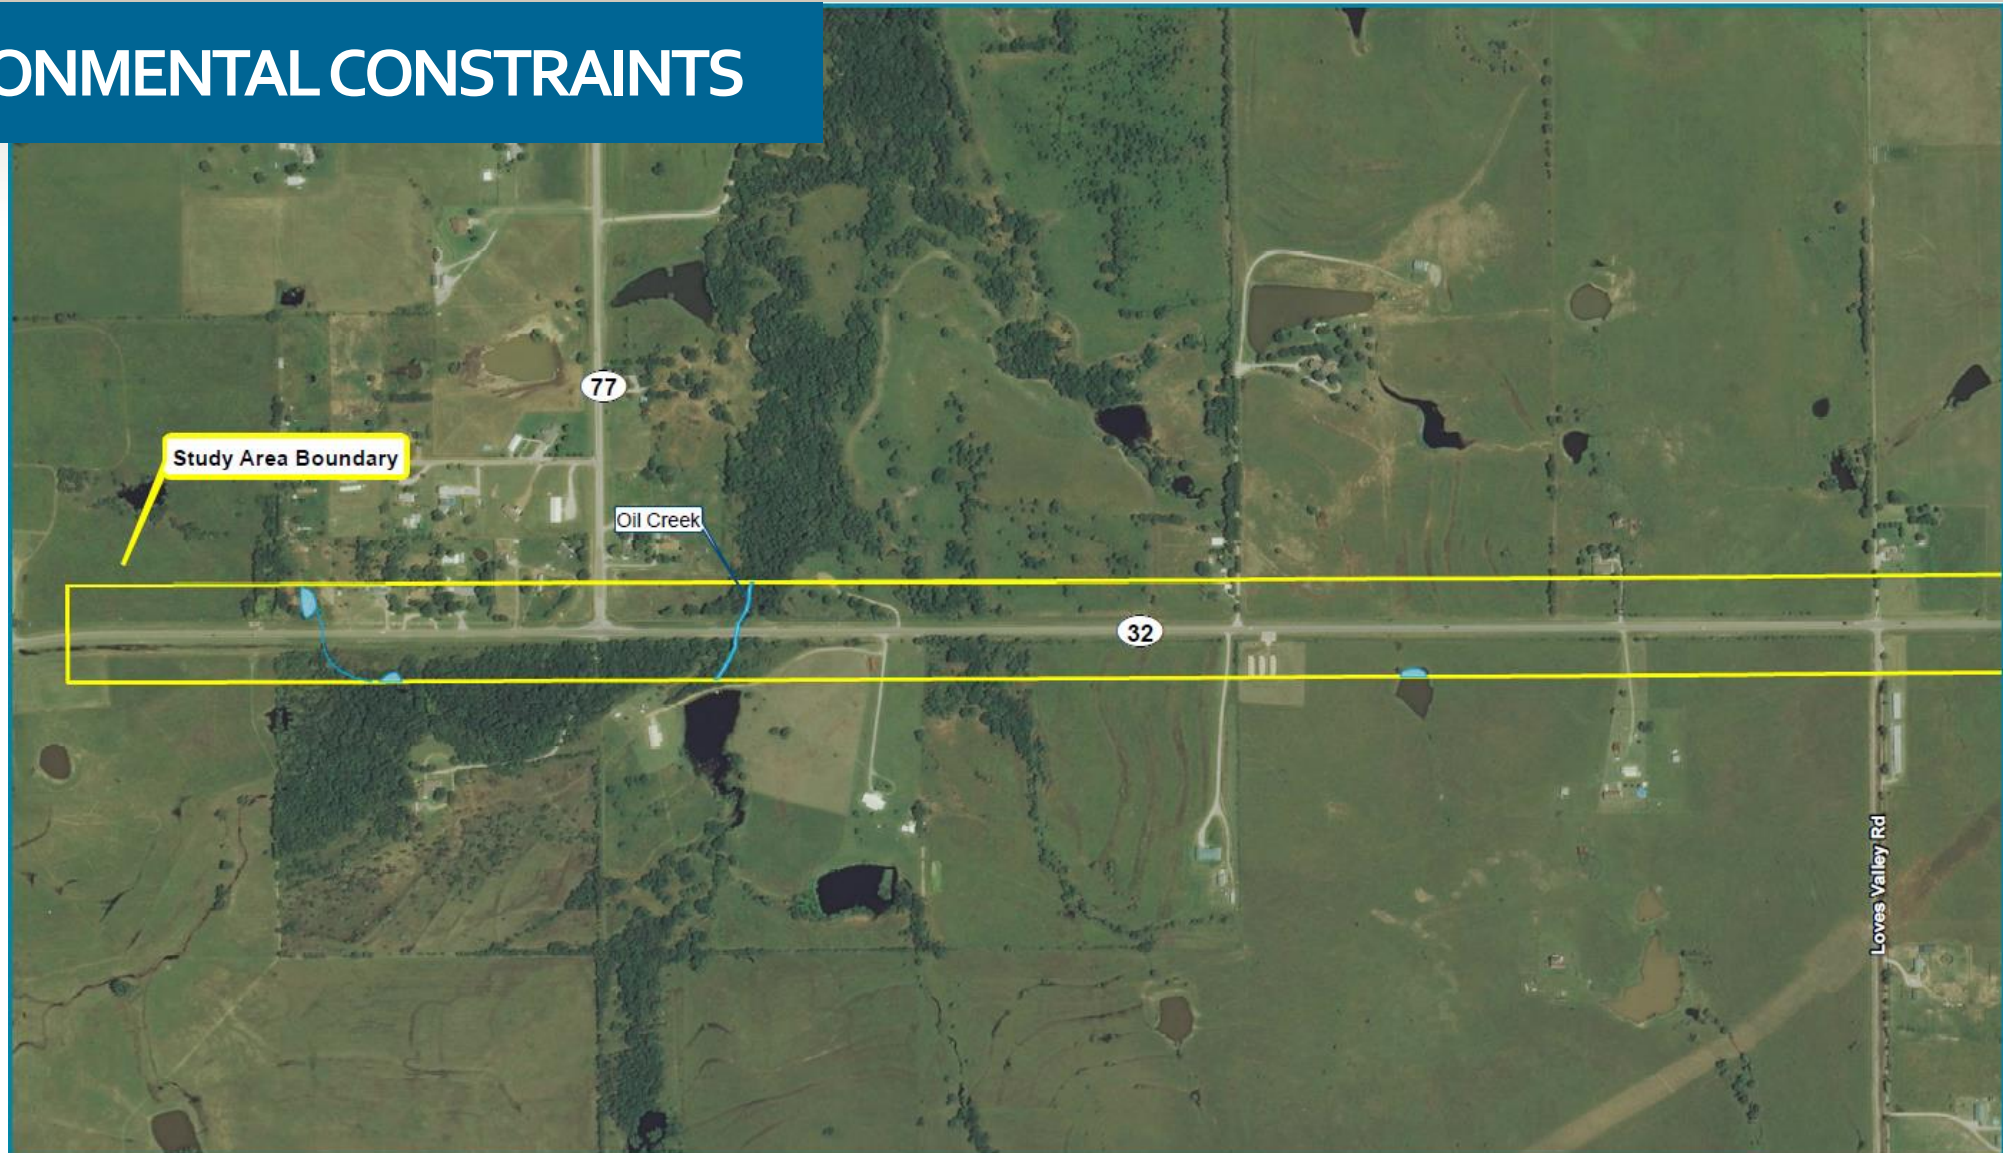 ONMENTAL CONSTRAINTS
77
Study Area Boundary
Oil Creek
32
Loves Valley Rd